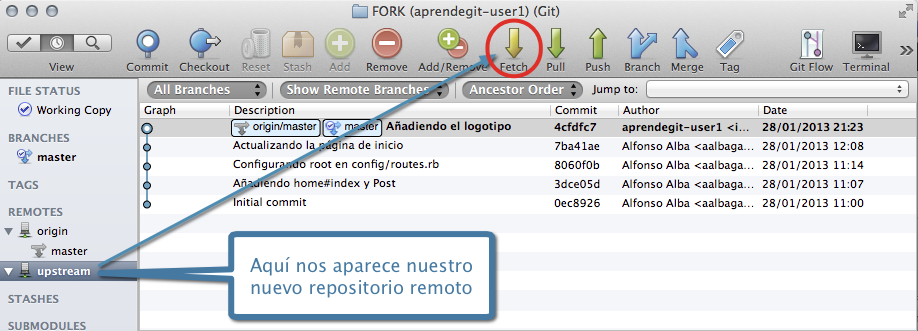 FORK (aprendegit-user1) (Git)
View Commit Checkout Reset Stash Add Remove Add/Remove Fetch Pull Push Branch Merge Tag Git Flow Terminal
All Branches Show Remote Branches Ancestor Order Jump to:
Graph Description Commit Author Date
origin/master master Añadiendo el logotipo 4cfdfc7 aprendegit-user1 <i... 28/01/2013 21:23
Actualizando la página de inicio 7ba41ae Alfonso Alba <aalbaga... 28/01/2013 12:08
Configurando root en config/routes.rb 8060f0b Alfonso Alba <aalbaga... 28/01/2013 11:14
Añadiendo home#index y Post 3dce05d Alfonso Alba <aalbaga... 28/01/2013 11:07
Initial commit 0ec8926 Alfonso Alba <aalbaga... 28/01/2013 11:00
FILE STATUS
Working Copy
BRANCHES
master
TAGS
REMOTES
origin
master
upstream
STASHES
SUBMODULES
Aquí nos aparece nuestro
nuevo repositorio remoto